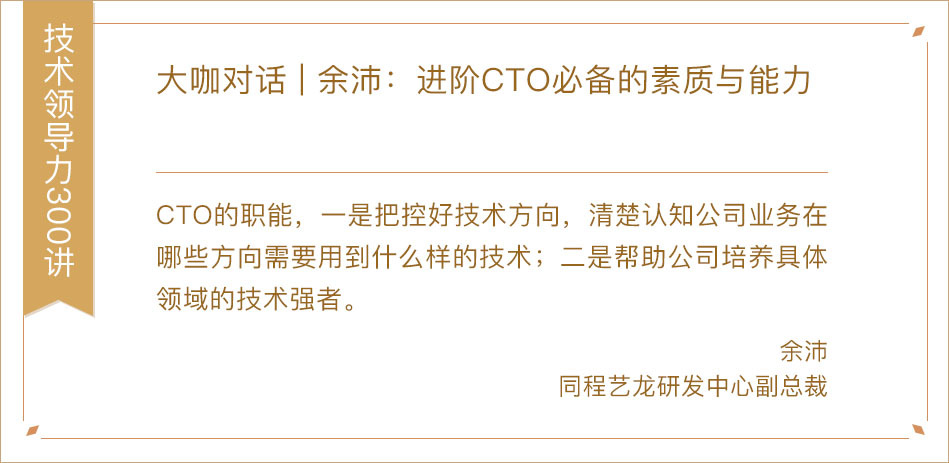 技术领导力300讲
大咖对话 | 余沛：进阶CTO必备的素质与能力
CTO的职能，一是把控好技术方向，清楚认知公司业务在
哪些方向需要用到什么样的技术；二是帮助公司培养具体
领域的技术强者。
余沛
同程艺龙研发中心副总裁